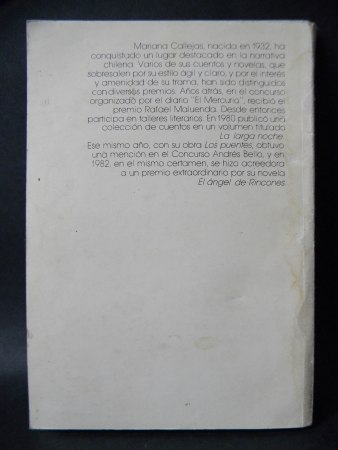 Mariana Callejas, nacida en 1932, ha
conquistado un lugar destacado en la narrativa
chilena. Varios de sus cuentos y novelas, que
sobresalen por su estilo ágil y claro, y por el interés
y amenidad de su trama, han sido distinguidos
con diversos premios. Años atrás, en el concurso
organizado por el diario "El Mercurio", recibió el
premio Rafael Maluenda. Desde entonces
participa en talleres literarios. En 1980 publicó una
colección de cuentos en un volumen titulado
La larga noche.
Ese mismo año, con su obra Los puentes, obtuvo
una mención en el Concurso Andrés Bello, y en
1982, en el mismo certamen, se hizo acreedora
a un premio extraordinario por su novela
El ángel de Rincones